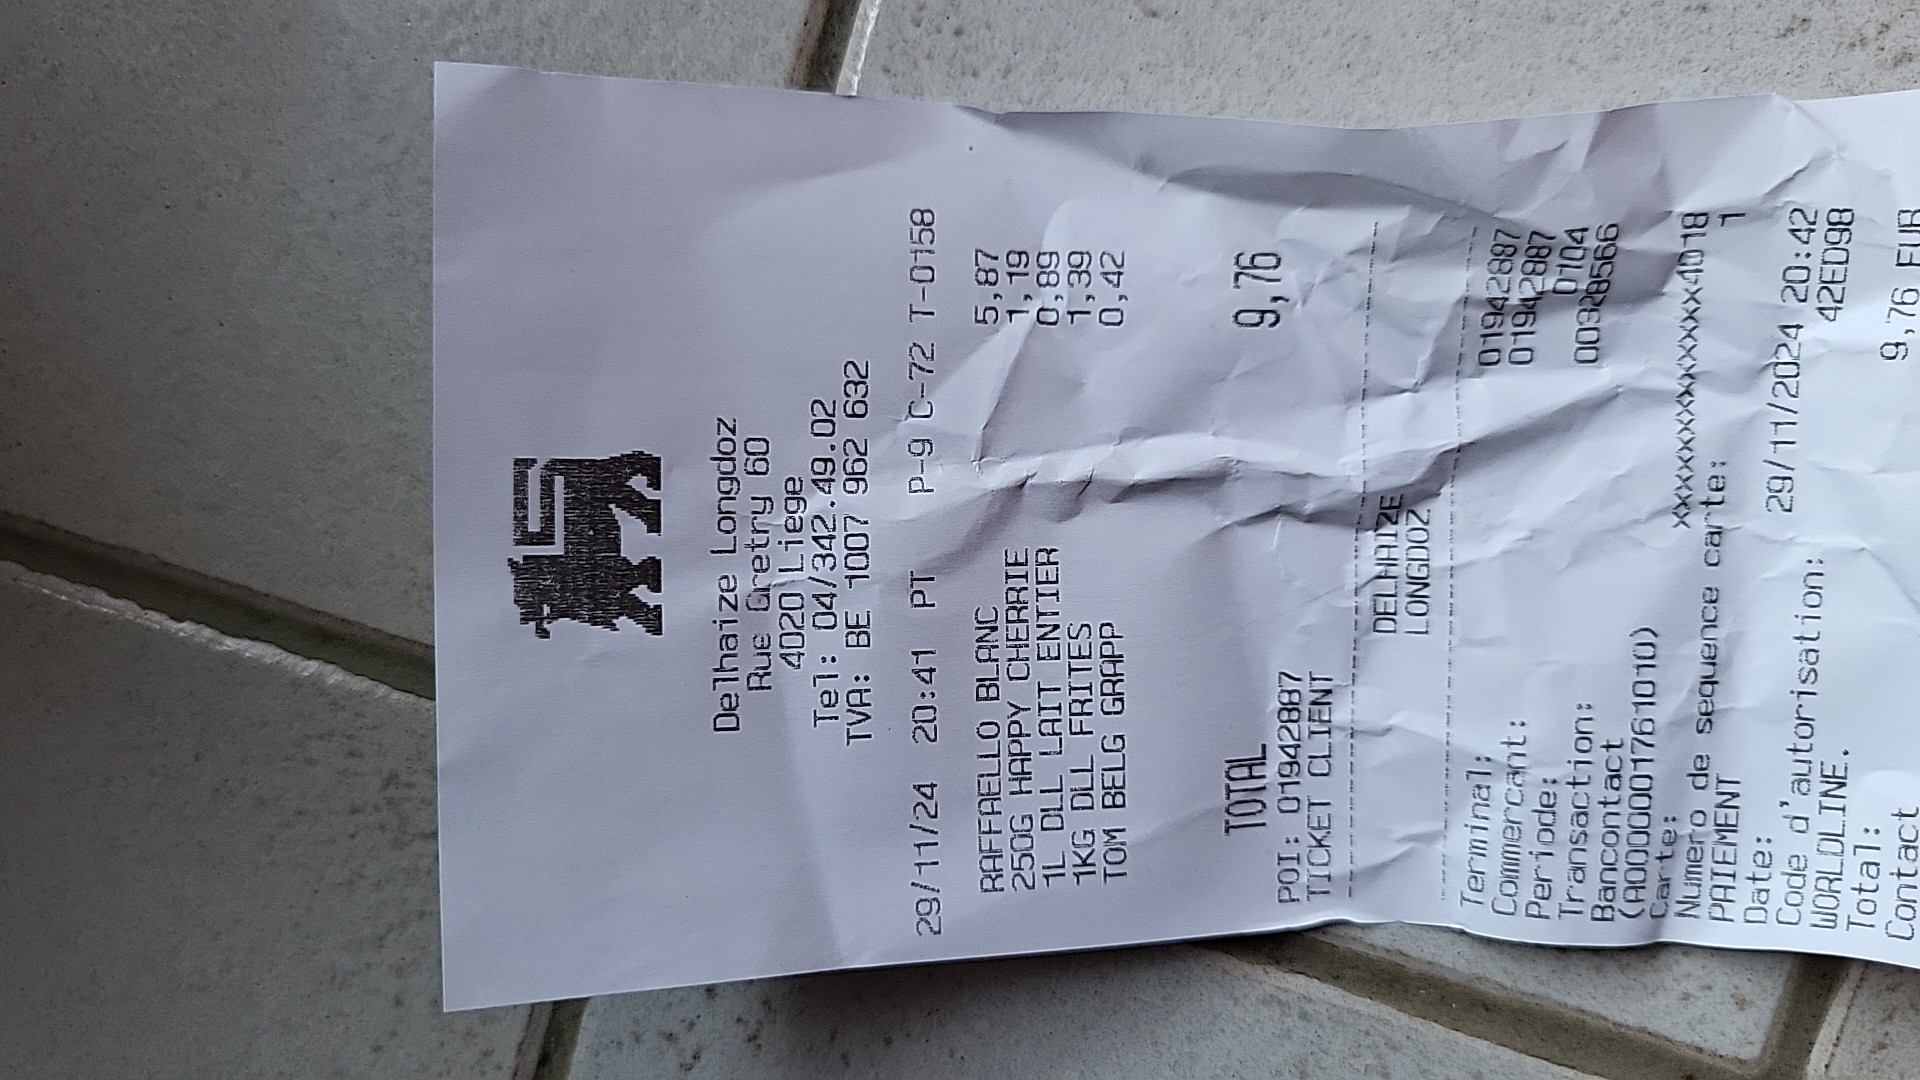 Delhaize Longdoz
Rue Gretry 60
4020 Liege
Tel: 04/342.49.02
TVA: BE 1007 962 632
29/11/24 20:41 PT P-9 C-72 T-0158
RAFFAELLO BLANC 5,87
250G HAPPY CHERRIE 1,19
1L DLL LAIT ENTIER 0,89
1KG DLL FRITES 1,39
TOM BELG GRAPP 0,42
TOTAL 9,76
POI: 01942887
TICKET CLIENT
DELHAIZE
LONGDOZ
Terminal: 01942887
Commercant: 01942887
Periode: 0104
Transaction: 00328566
Bancontact
(A0000001761010)
Carte: xxxxxxxxxxxxxxx4018
Numero de sequence carte: 1
PAIEMENT
Date: 29/11/2024 20:42
Code d'autorisation: 42ED98
WORLDLINE.
Total: 9,76 EUR
Contact